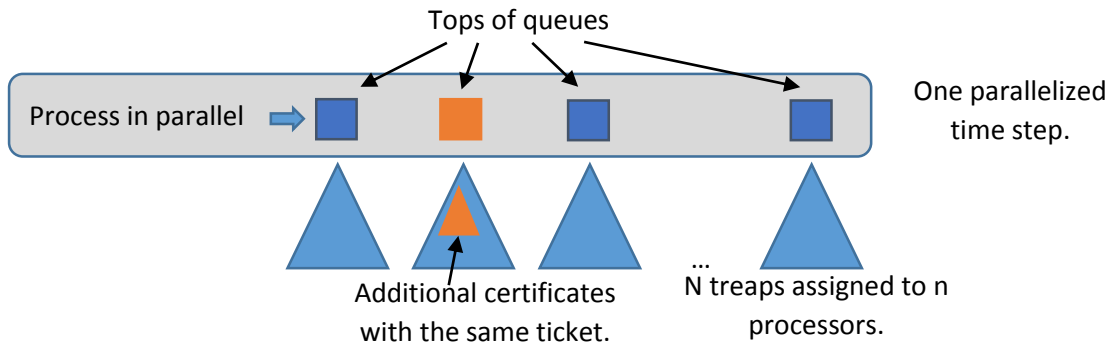 Tops of queues
Process in parallel
One parallelized
time step.
Additional certificates
with the same ticket.
...
N treaps assigned to n
processors.